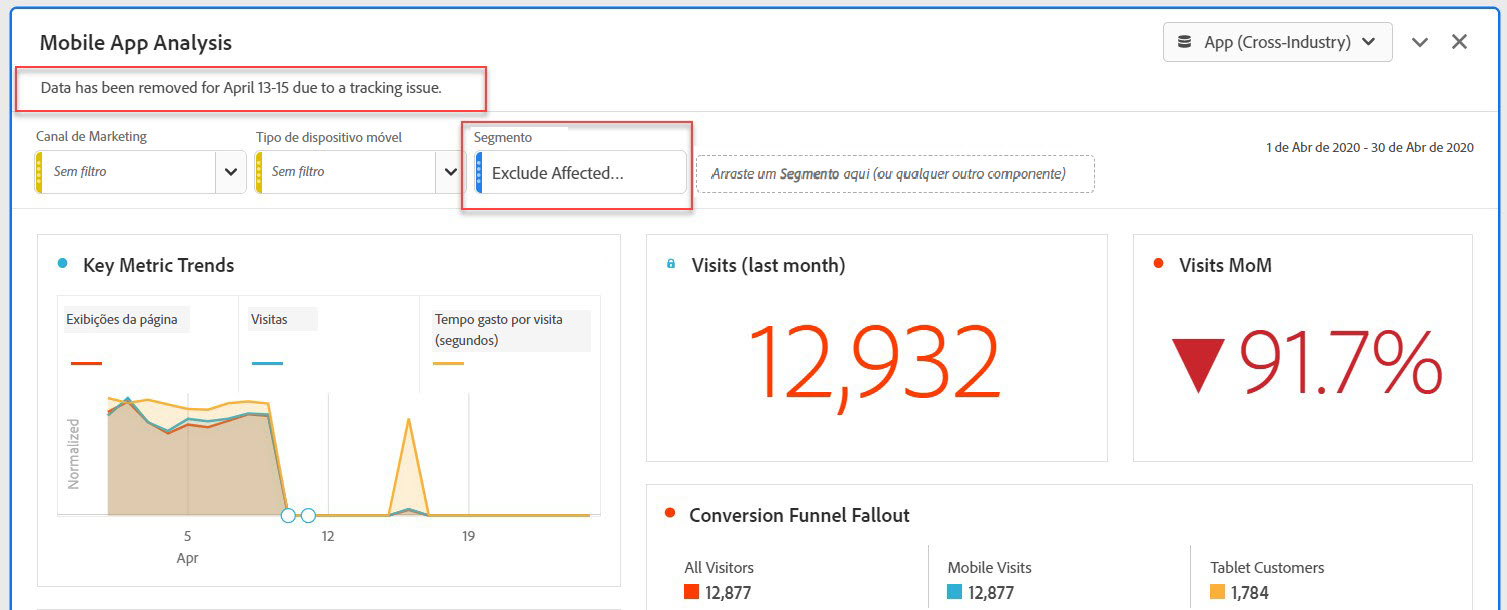 Mobile App Analysis
App (Cross-Industry)
Data has been removed for April 13-15 due to a tracking issue.
Canal de Marketing
Tipo de dispositivo móvel
Segmento
1 de Abr de 2020 - 30 de Abr de 2020
Sem filtro
Sem filtro
Exclude Affected...
Arraste um Segmento aqui (ou qualquer outro componente)
Key Metric Trends
Visits (last month)
Visits MoM
Exibições da página
Visitas
Tempo gasto por visita
(segundos)
12,932
▼91.7%
Normalized
5
12
19
Apr
Conversion Funnel Fallout
All Visitors
Mobile Visits
Tablet Customers
12,877
12,877
1,784